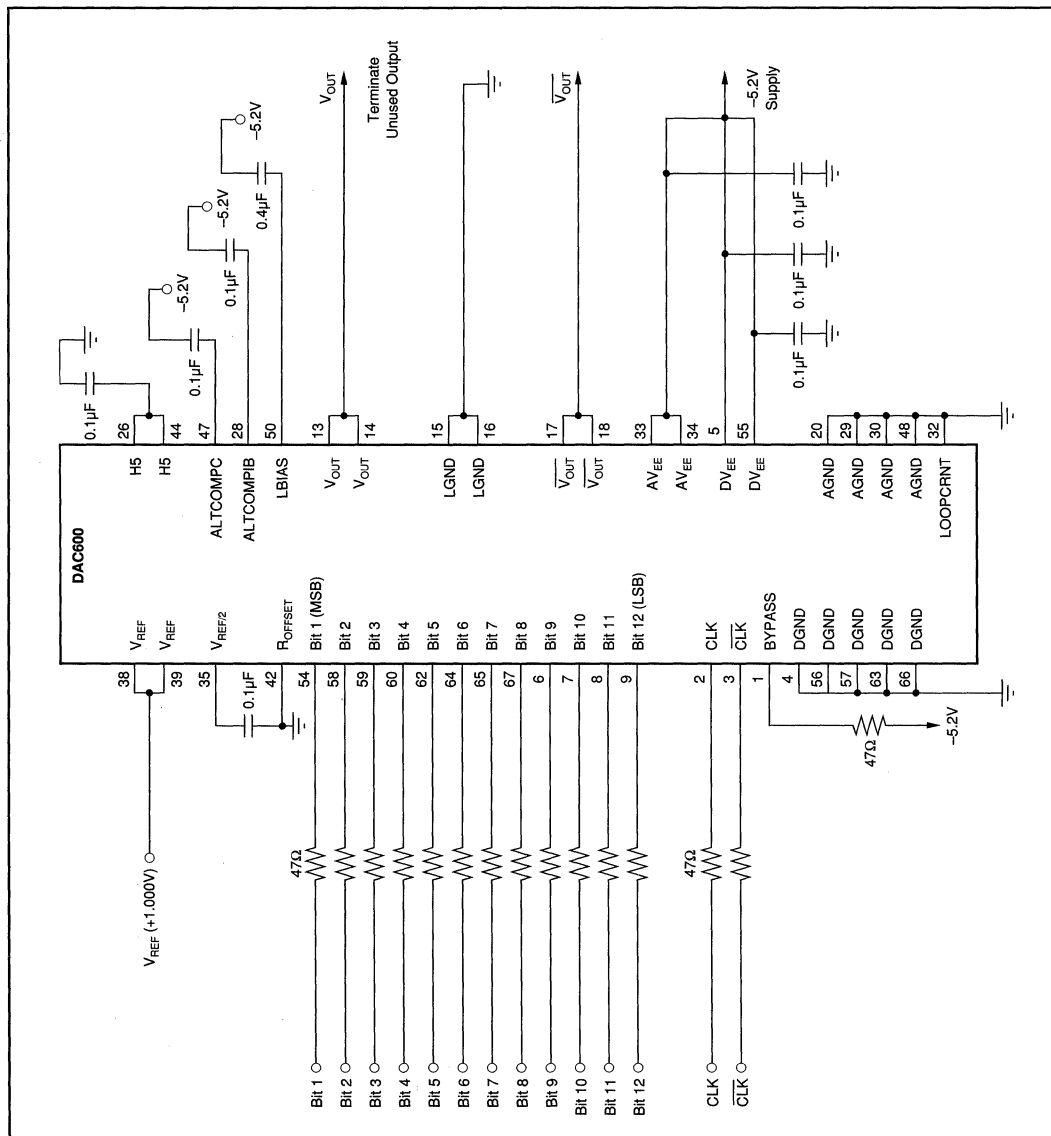 DAC600
VREF (+1.000V)
38
VREF
39
VREF
35
VREF/2
0.1µF
42
ROFFSET
Bit 1
47Ω
54
Bit 1 (MSB)
Bit 2
58
Bit 2
Bit 3
59
Bit 3
Bit 4
60
Bit 4
Bit 5
62
Bit 5
Bit 6
64
Bit 6
Bit 7
65
Bit 7
Bit 8
67
Bit 8
Bit 9
6
Bit 9
Bit 10
7
Bit 10
Bit 11
8
Bit 11
Bit 12
9
Bit 12 (LSB)
CLK
47Ω
2
CLK
C̅L̅K̅
3
C̅L̅K̅
1
BYPASS
47Ω
–5.2V
4
DGND
56
DGND
57
DGND
63
DGND
66
DGND
H5
26
0.1µF
H5
44
ALTCOMPC
47
0.1µF
–5.2V
ALTCOMPIB
28
0.1µF
–5.2V
LBIAS
50
0.4µF
–5.2V
VOUT
13
VOUT
14
VOUT
Terminate
Unused Output
LGND
15
LGND
16
V̅O̅U̅T̅
17
V̅O̅U̅T̅
18
V̅O̅U̅T̅
AVEE
33
AVEE
34
DVEE
5
DVEE
55
–5.2V
Supply
0.1µF
0.1µF
0.1µF
AGND
20
AGND
29
AGND
30
AGND
48
LOOPCRNT
32